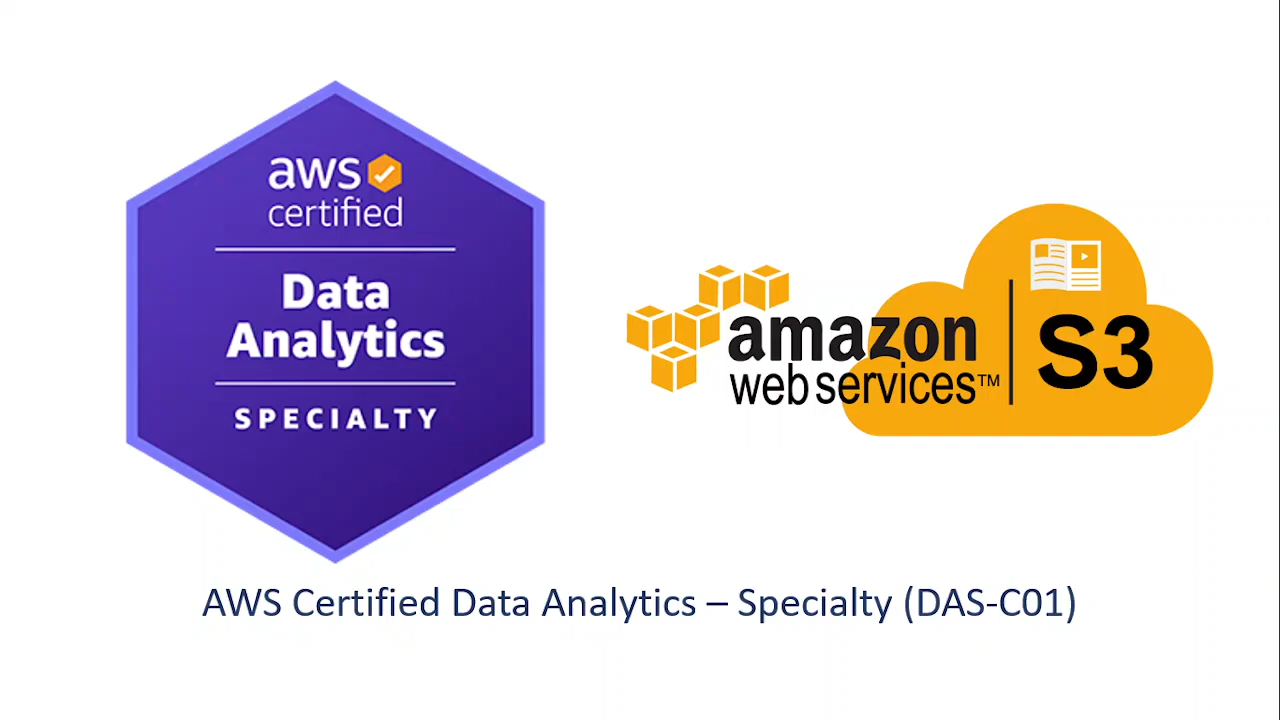 aws
certified
Data
Analytics
SPECIALTY
amazon
web services™
S3
AWS Certified Data Analytics – Specialty (DAS-C01)